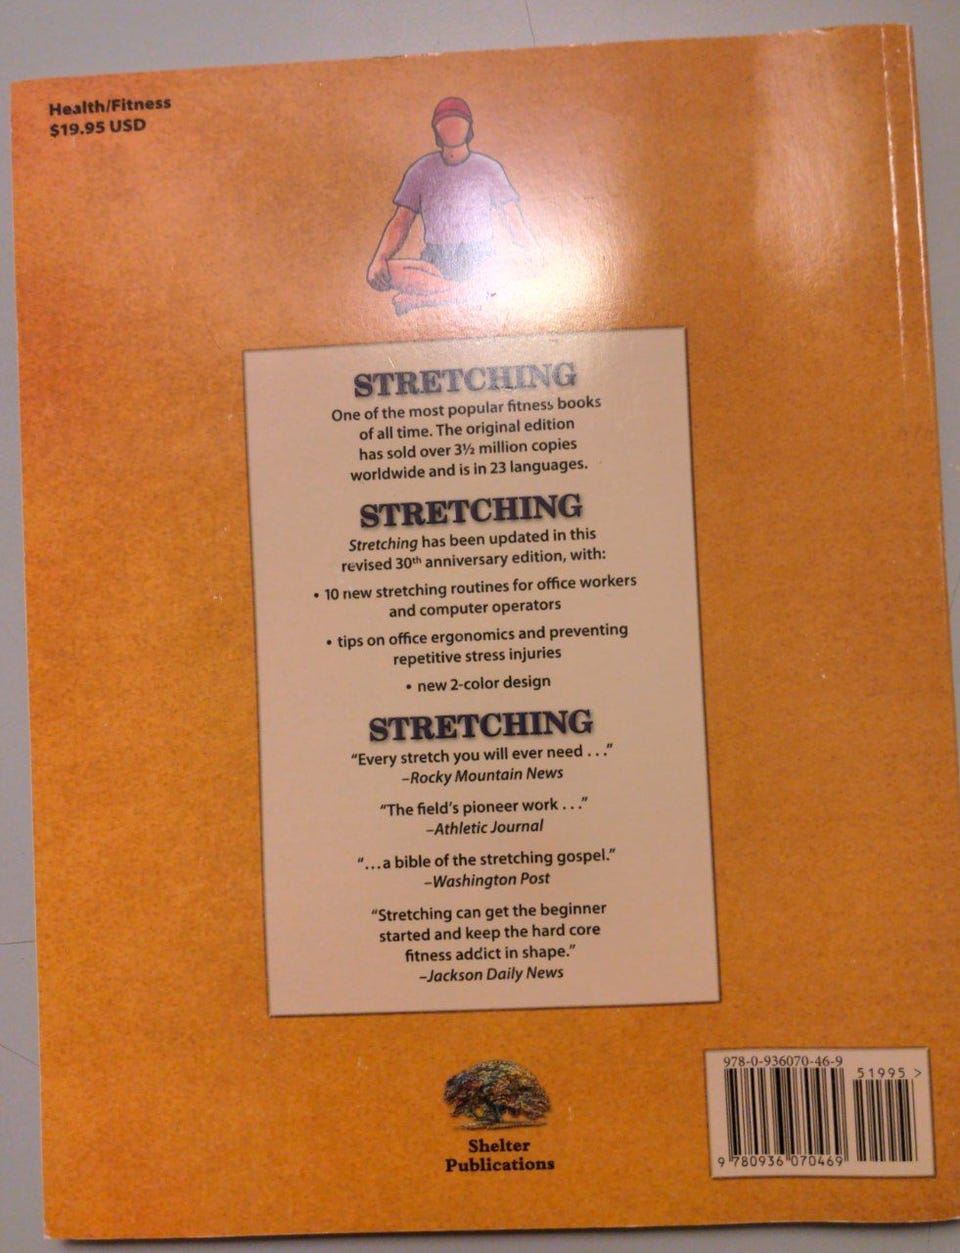 Health/Fitness
$19.95 USD
STRETCHING
One of the most popular fitness books
of all time. The original edition
has sold over 3½ million copies
worldwide and is in 23 languages.
STRETCHING
Stretching has been updated in this
revised 30th anniversary edition, with:
• 10 new stretching routines for office workers
and computer operators
• tips on office ergonomics and preventing
repetitive stress injuries
• new 2-color design
STRETCHING
“Every stretch you will ever need . . .”
–Rocky Mountain News
“The field’s pioneer work . . .”
–Athletic Journal
“...a bible of the stretching gospel.”
–Washington Post
“Stretching can get the beginner
started and keep the hard core
fitness addict in shape.”
–Jackson Daily News
Shelter
Publications
978-0-936070-46-9
51995 >
9 780936 070469